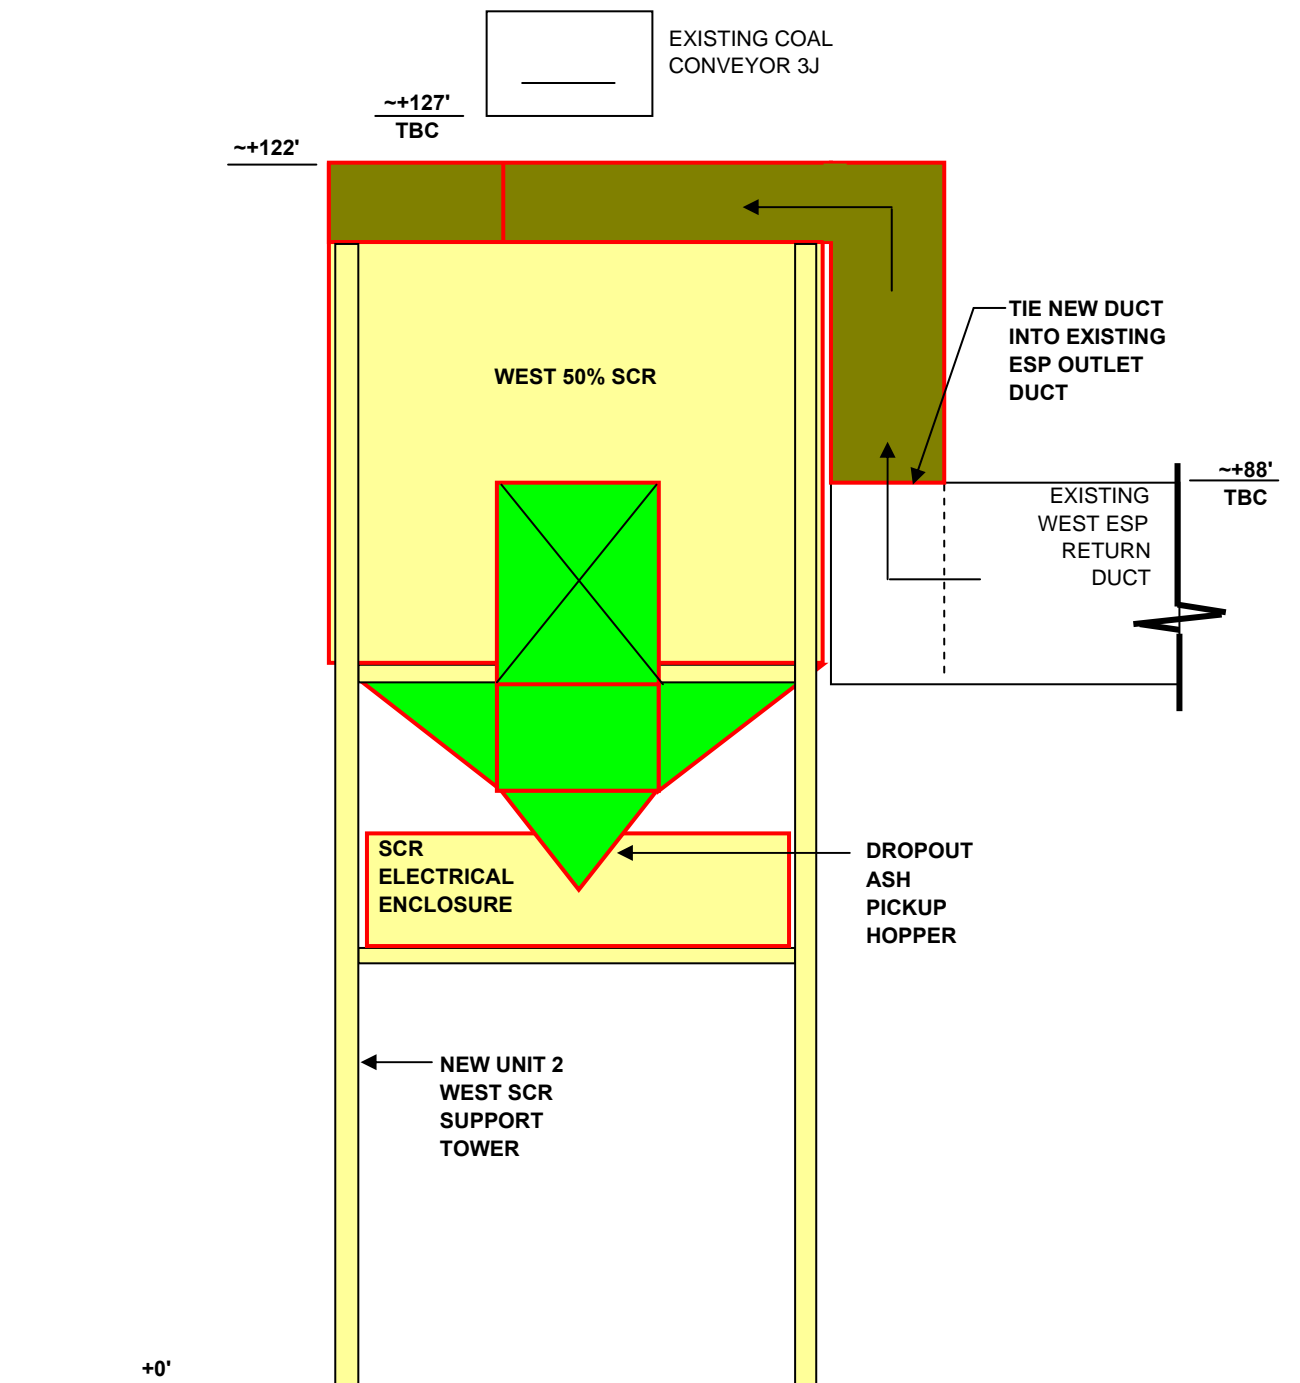 EXISTING COAL
CONVEYOR 3J
~+127'
TBC
~+122'
TIE NEW DUCT
INTO EXISTING
ESP OUTLET
DUCT
WEST 50% SCR
~+88'
TBC
EXISTING
WEST ESP
RETURN
DUCT
SCR
ELECTRICAL
ENCLOSURE
DROPOUT
ASH
PICKUP
HOPPER
NEW UNIT 2
WEST SCR
SUPPORT
TOWER
+0'